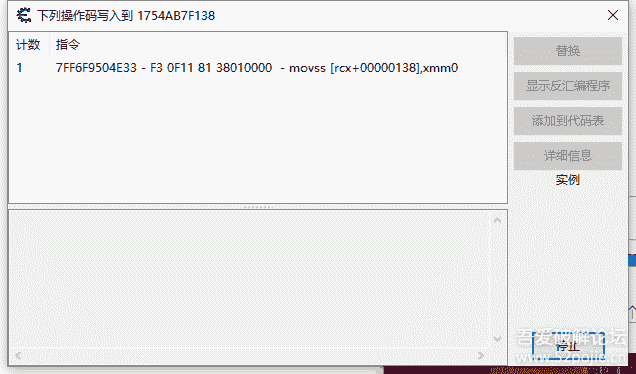 下列操作码写入到 1754AB7F138
计数 指令
1 7FF6F9504E33 - F3 0F11 81 38010000 - movss [rcx+00000138],xmm0
替换
显示反汇编程序
添加到代码表
详细信息
实例
停止
吾爱破解论坛
www.52pojie.cn